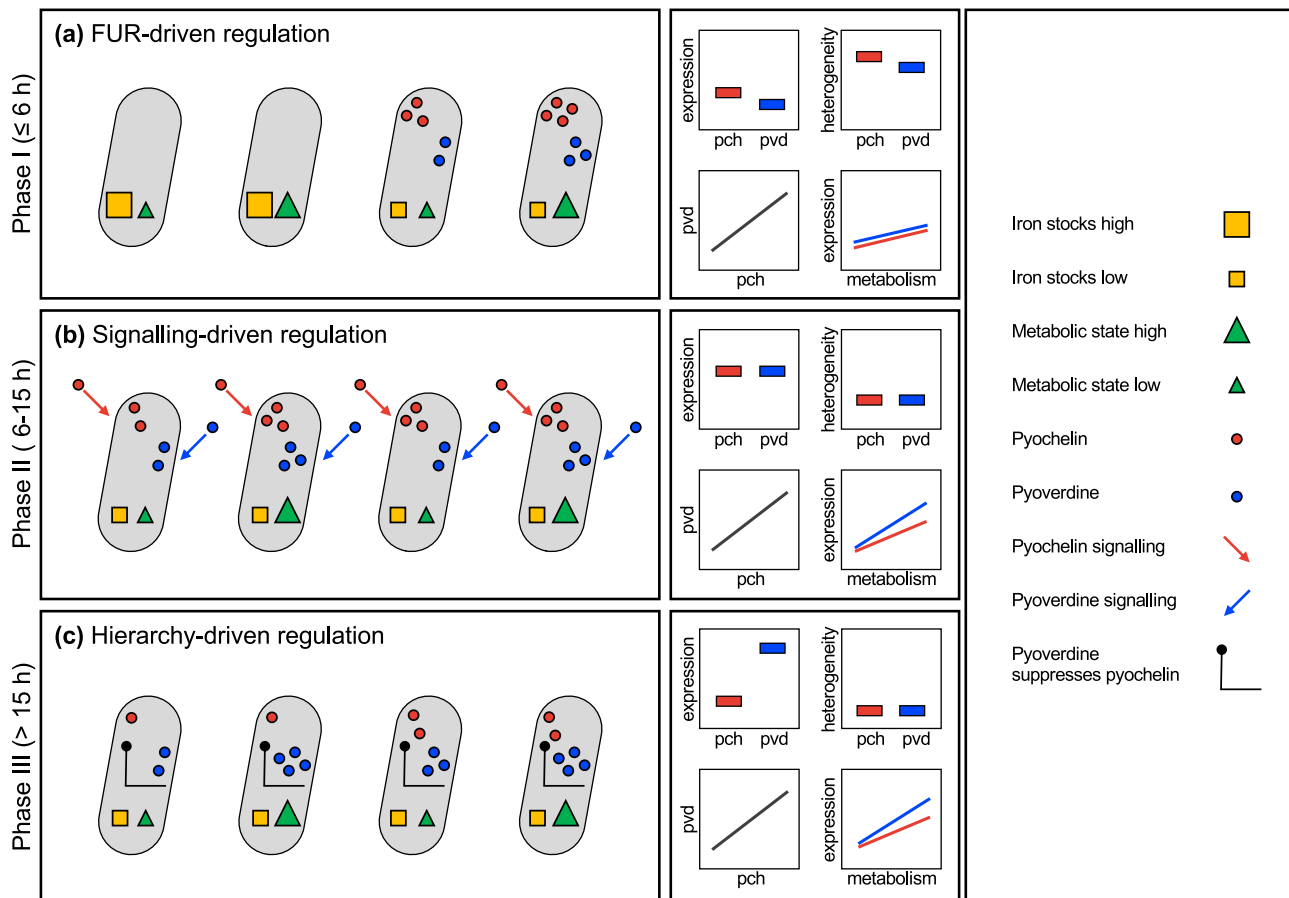 Phase I (≤ 6 h)
(a) FUR-driven regulation
expression
pch pvd
heterogeneity
pch pvd
pvd
pch
expression
metabolism
Phase II ( 6-15 h)
(b) Signalling-driven regulation
expression
pch pvd
heterogeneity
pch pvd
pvd
pch
expression
metabolism
Phase III (> 15 h)
(c) Hierarchy-driven regulation
expression
pch pvd
heterogeneity
pch pvd
pvd
pch
expression
metabolism
Iron stocks high
Iron stocks low
Metabolic state high
Metabolic state low
Pyochelin
Pyoverdine
Pyochelin signalling
Pyoverdine signalling
Pyoverdine
suppresses pyochelin